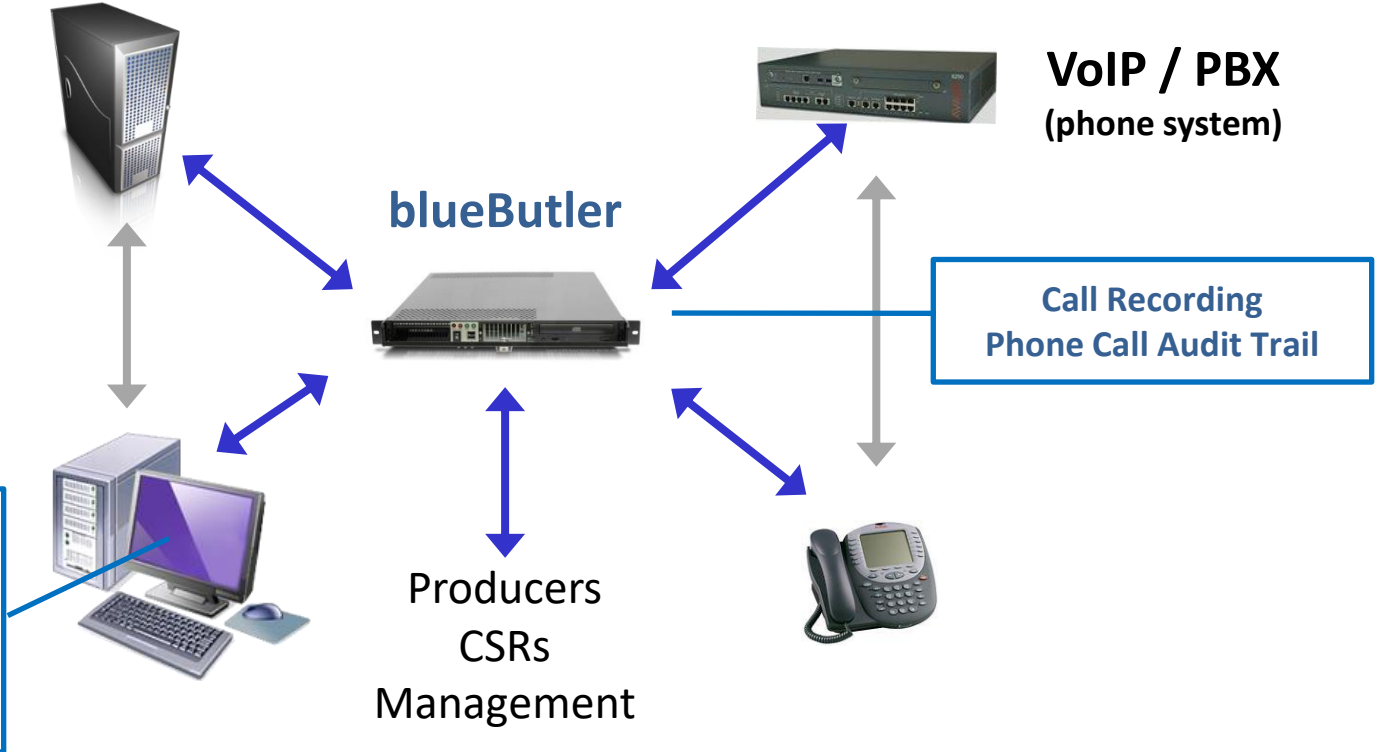 VoIP / PBX
(phone system)
blueButler
Call Recording
Phone Call Audit Trail
Producers
CSRs
Management